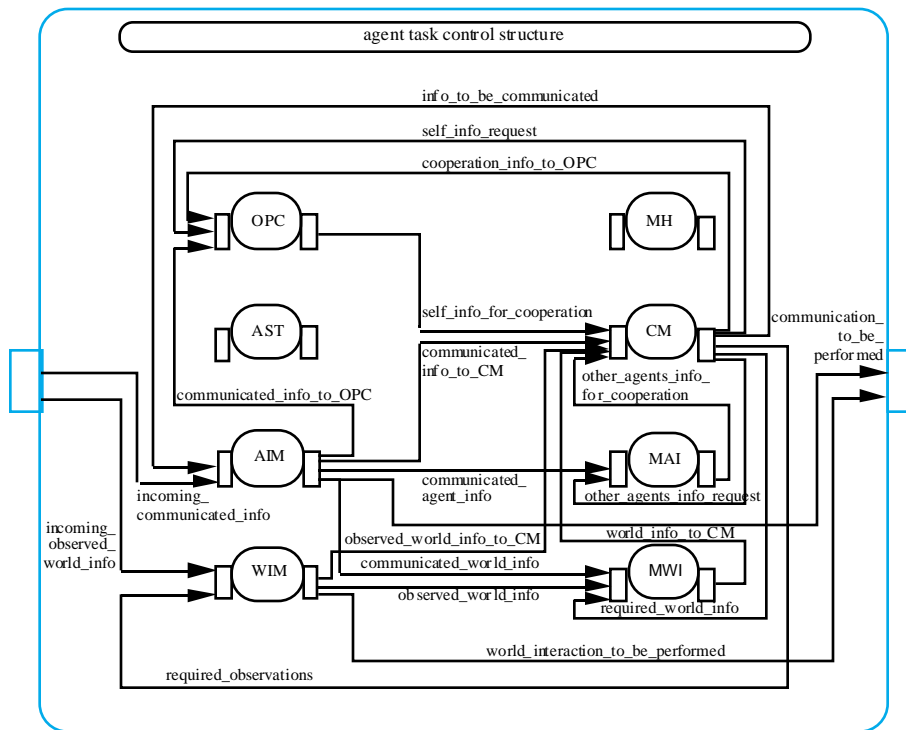 agent task control structure
info_to_be_communicated
self_info_request
cooperation_info_to_OPC
OPC
MH
self_info_for_cooperation
AST
CM
communication_
to_be_
performed
communicated_
info_to_CM
other_agents_info_
for_cooperation
communicated_info_to_OPC
AIM
MAI
communicated_
agent_info
other_agents_info_request
incoming_
communicated_info
incoming_
observed_
world_info
observed_world_info_to_CM
world_info_to_CM
communicated_world_info
WIM
MWI
observed_world_info
required_world_info
world_interaction_to_be_performed
required_observations